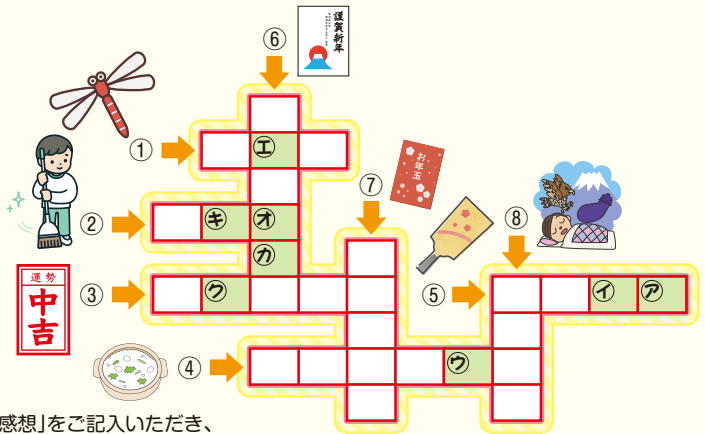 ⑥
謹賀新年
①
エ
お年玉
⑦
⑧
②
キ
オ
カ
運勢
中吉
③
ク
⑤
イ
ア
④
ウ
感想」をご記入いただき、